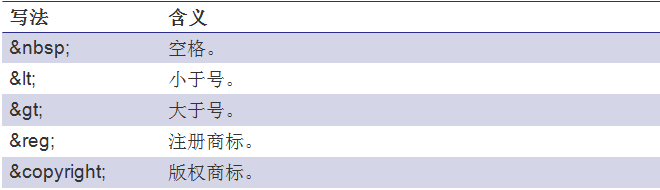 写法 含义
&nbsp; 空格。
&lt; 小于号。
&gt; 大于号。
&reg; 注册商标。
&copyright; 版权商标。